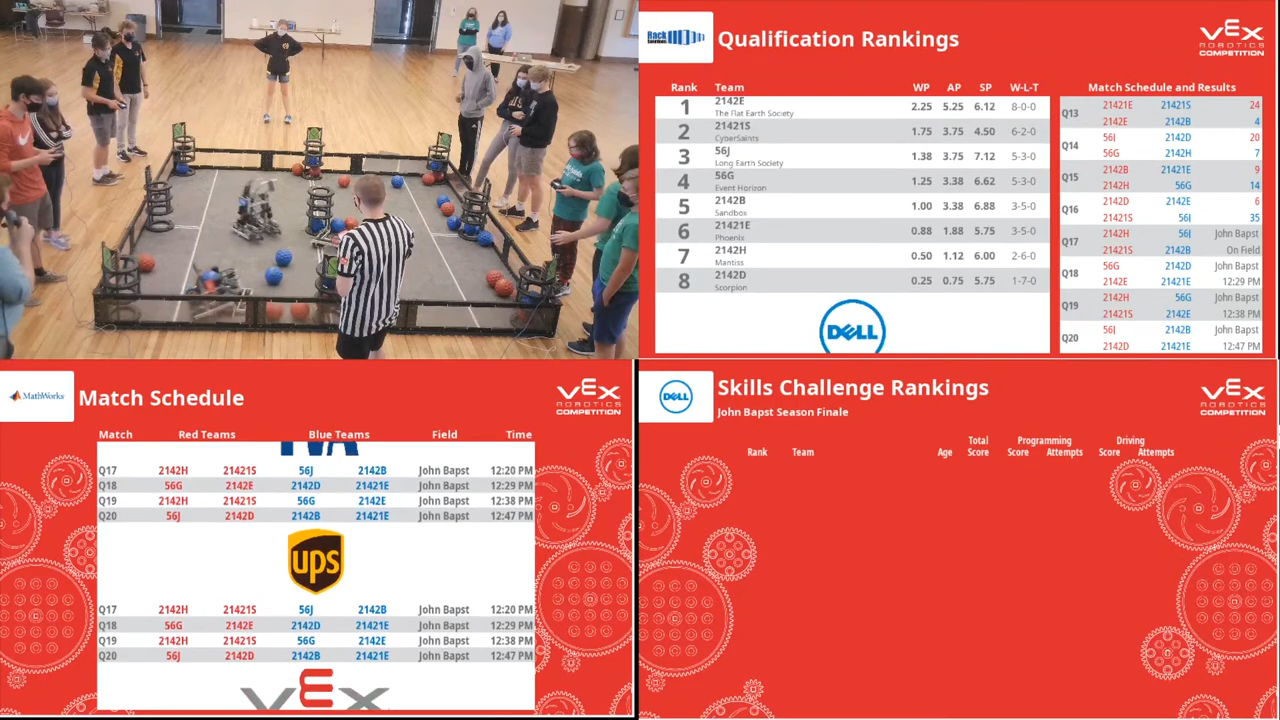 Rack Solutions
Qualification Rankings
VEX
ROBOTICS
COMPETITION
Rank Team WP AP SP W-L-T
1 2142E 2.25 5.25 6.12 8-0-0
The Flat Earth Society
2 21421S 1.75 3.75 4.50 6-2-0
CyberSaints
3 56J 1.38 3.75 7.12 5-3-0
Long Earth Society
4 56G 1.25 3.38 6.62 5-3-0
Event Horizon
5 2142B 1.00 3.38 6.88 3-5-0
Sandbox
6 21421E 0.88 1.88 5.75 3-5-0
Phoenix
7 2142H 0.50 1.12 6.00 2-6-0
Mantiss
8 2142D 0.25 0.75 5.75 1-7-0
Scorpion
DELL
Match Schedule and Results
Q13 21421E 21421S 24
2142E 2142B 4
Q14 56J 2142D 20
56G 2142H 7
Q15 2142B 21421E 9
2142H 56G 14
Q16 2142D 2142E 6
21421S 56J 35
Q17 2142H 56J John Bapst
21421S 2142B On Field
Q18 56G 2142D John Bapst
2142E 21421E 12:29 PM
Q19 2142H 56G John Bapst
21421S 2142E 12:38 PM
Q20 56J 2142B John Bapst
2142D 21421E 12:47 PM
MathWorks
Match Schedule
VEX
ROBOTICS
COMPETITION
Match Red Teams Blue Teams Field Time
TVA
Q17 2142H 21421S 56J 2142B John Bapst 12:20 PM
Q18 56G 2142E 2142D 21421E John Bapst 12:29 PM
Q19 2142H 21421S 56G 2142E John Bapst 12:38 PM
Q20 56J 2142D 2142B 21421E John Bapst 12:47 PM
ups
Q17 2142H 21421S 56J 2142B John Bapst 12:20 PM
Q18 56G 2142E 2142D 21421E John Bapst 12:29 PM
Q19 2142H 21421S 56G 2142E John Bapst 12:38 PM
Q20 56J 2142D 2142B 21421E John Bapst 12:47 PM
VEX
DELL
Skills Challenge Rankings
John Bapst Season Finale
VEX
ROBOTICS
COMPETITION
Rank Team Age Total Score Programming Score Attempts Driving Score Attempts